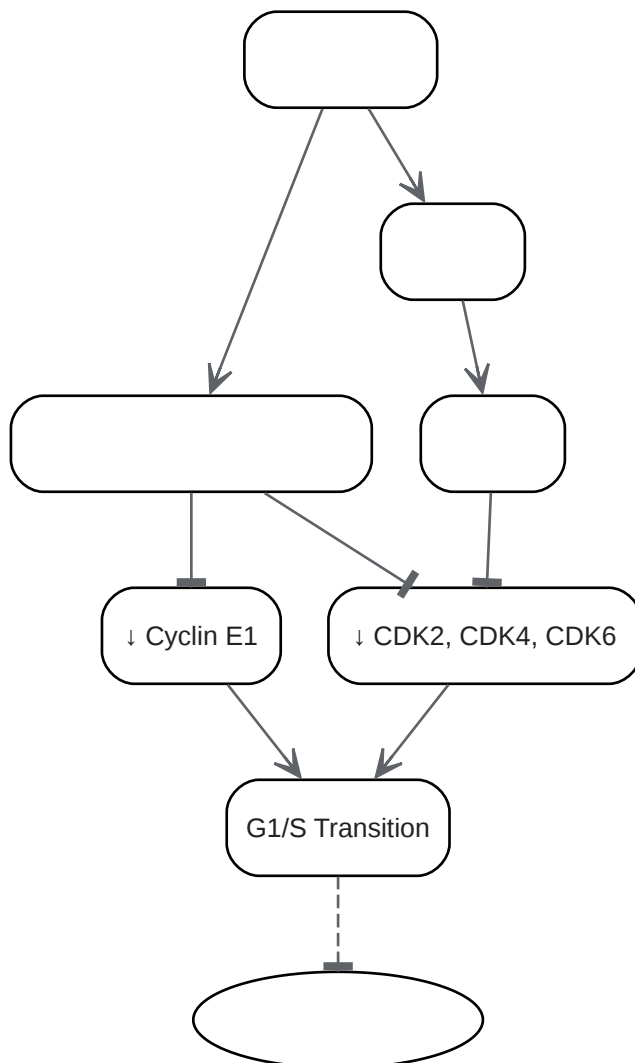 ↓ Cyclin E1
↓ CDK2, CDK4, CDK6
G1/S Transition